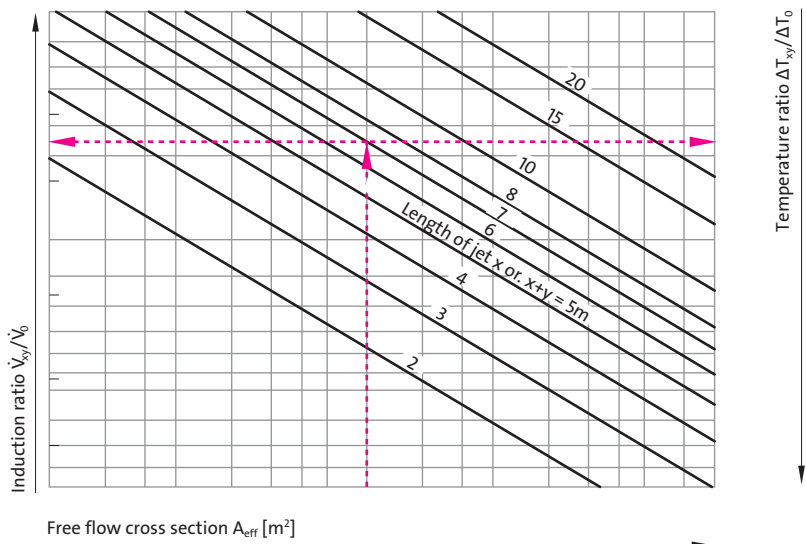 Induction ratio V̇xy/V̇0
Temperature ratio ΔTxy/ΔT0
20
15
10
8
7
6
Length of jet x or. x+y = 5m
4
3
2
Free flow cross section Aeff [m²]